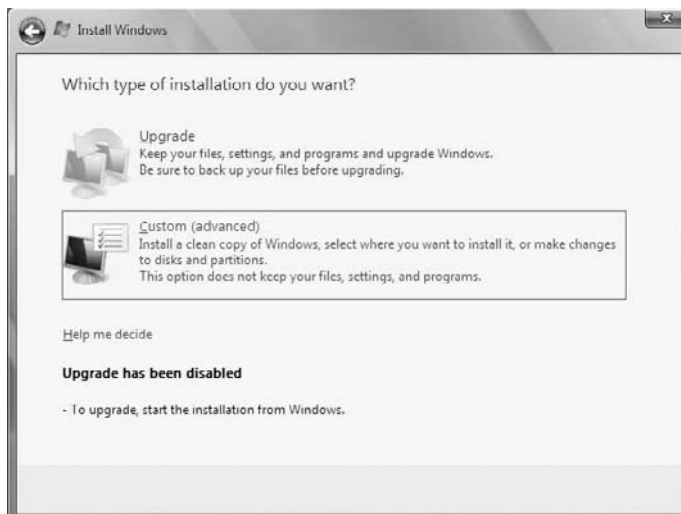 Install Windows
Which type of installation do you want?
Upgrade
Keep your files, settings, and programs and upgrade Windows.
Be sure to back up your files before upgrading.
Custom (advanced)
Install a clean copy of Windows, select where you want to install it, or make changes
to disks and partitions.
This option does not keep your files, settings, and programs.
Help me decide
Upgrade has been disabled
- To upgrade, start the installation from Windows.